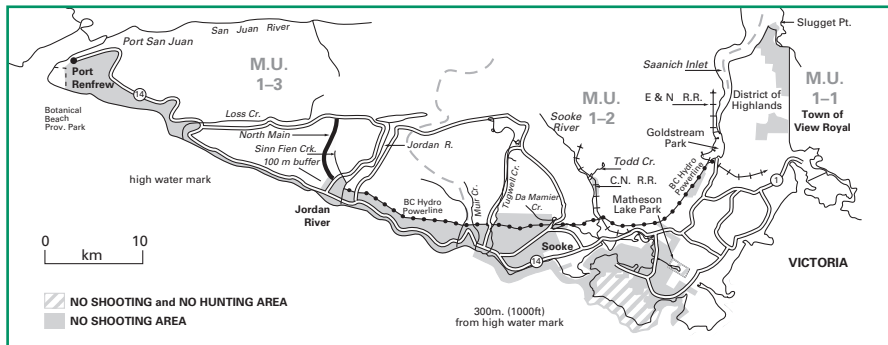 Slugget Pt.
San Juan River
Port San Juan
M.U.
1–3
Port
Renfrew
14
Botanical
Beach
Prov. Park
Loss Cr.
North Main
Sinn Fien Crk.
100 m buffer
Jordan R.
high water mark
Jordan
River
BC Hydro
Powerline
Muir Cr.
Tugwell Cr.
Da Mamier
Cr.
Sooke
14
M.U.
1–2
Sooke
River
Todd Cr.
C.N. R.R.
Matheson
Lake Park
BC Hydro
Powerline
Saanich Inlet
E & N R.R.
Goldstream
Park
District of
Highlands
M.U.
1–1
Town of
View Royal
1
VICTORIA
0 10
km
NO SHOOTING and NO HUNTING AREA
NO SHOOTING AREA
300m. (1000ft)
from high water mark